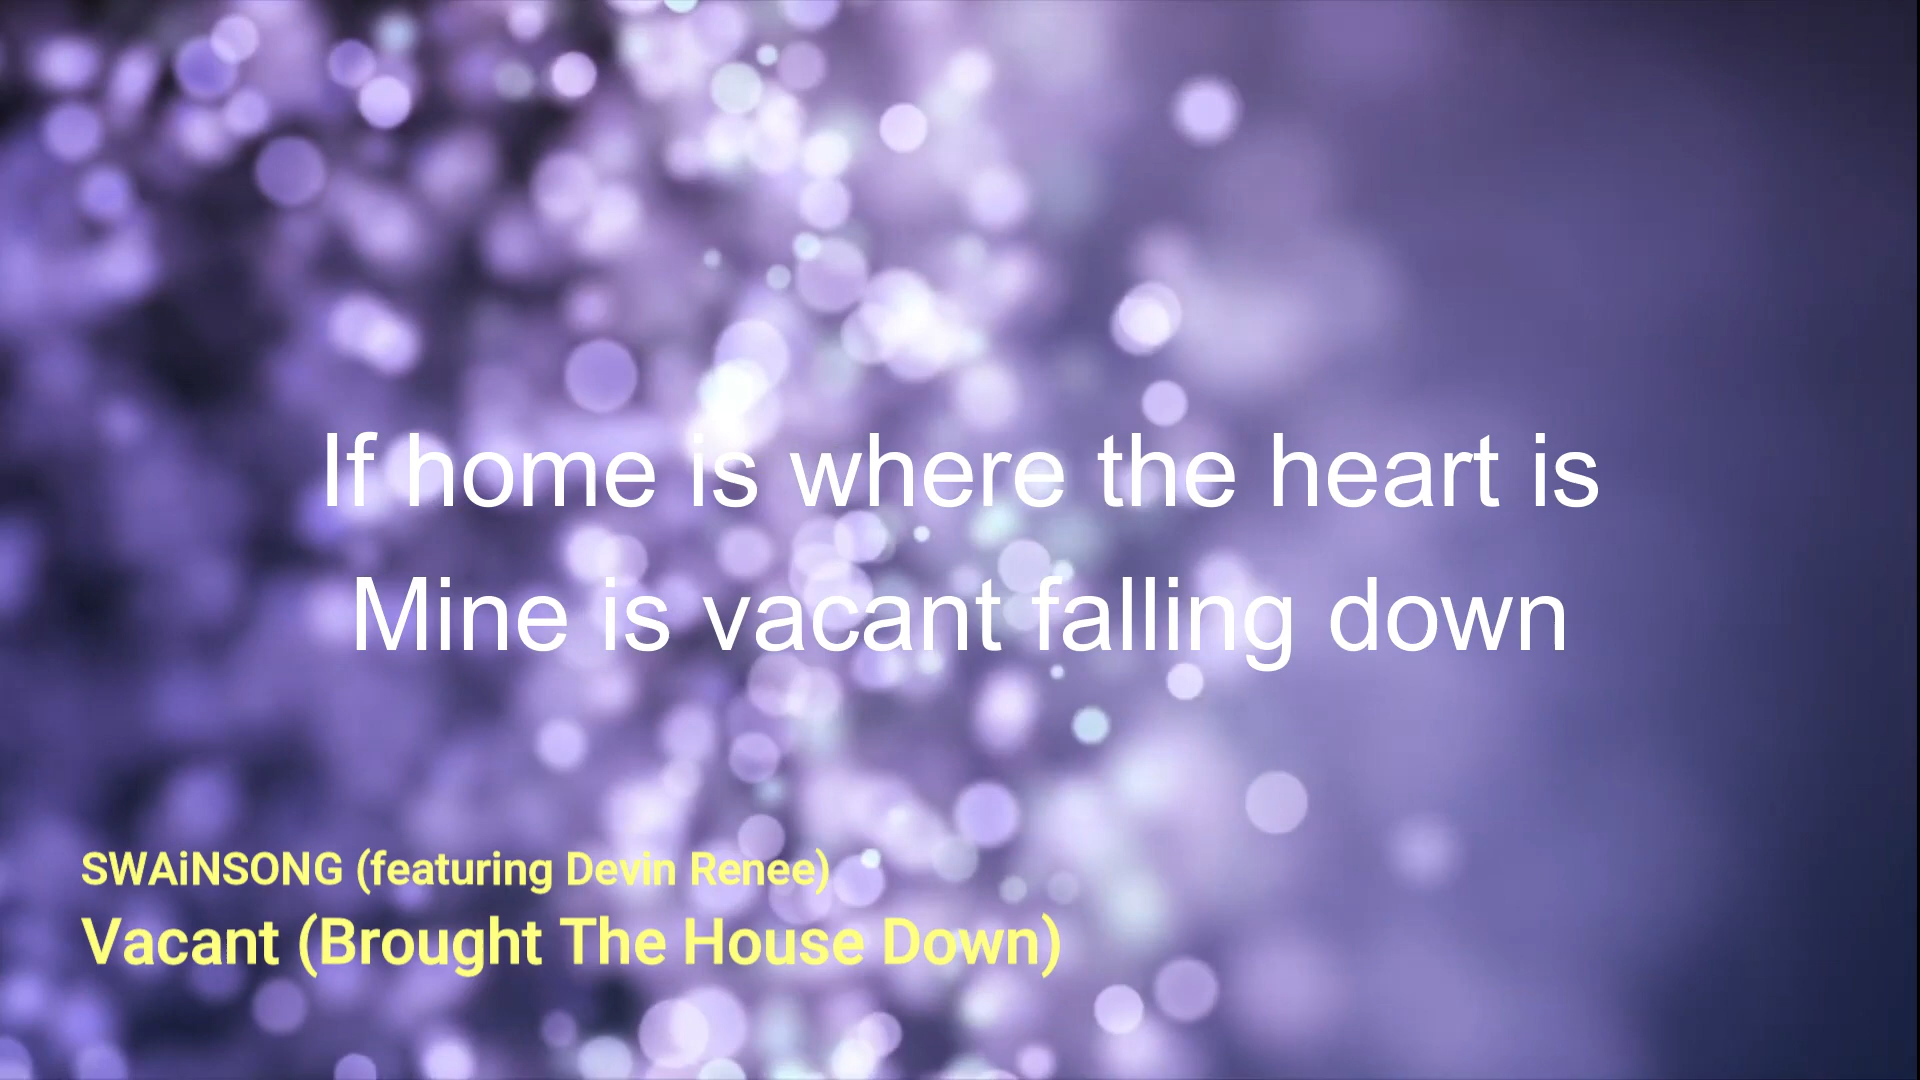 If home is where the heart is
Mine is vacant falling down
SWAiNSONG (featuring Devin Renee)
Vacant (Brought The House Down)